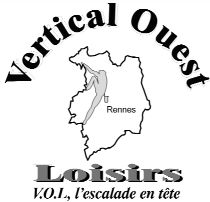 Vertical Ouest
Rennes
Loisirs
V.O.L, l'escalade en tête